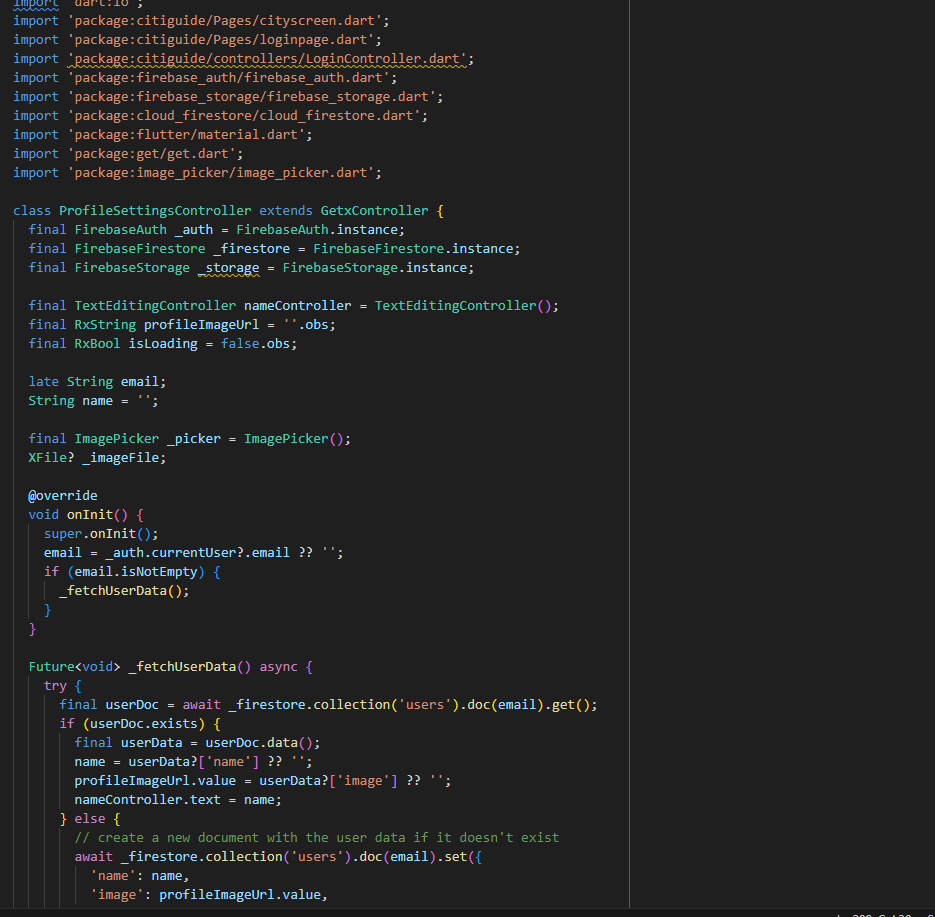 import 'dart:io';
import 'package:citiguide/Pages/cityscreen.dart';
import 'package:citiguide/Pages/loginpage.dart';
import 'package:citiguide/controllers/LoginController.dart';
import 'package:firebase_auth/firebase_auth.dart';
import 'package:firebase_storage/firebase_storage.dart';
import 'package:cloud_firestore/cloud_firestore.dart';
import 'package:flutter/material.dart';
import 'package:get/get.dart';
import 'package:image_picker/image_picker.dart';
class ProfileSettingsController extends GetxController {
final FirebaseAuth _auth = FirebaseAuth.instance;
final FirebaseFirestore _firestore = FirebaseFirestore.instance;
final FirebaseStorage _storage = FirebaseStorage.instance;
final TextEditingController nameController = TextEditingController();
final RxString profileImageUrl = ''.obs;
final RxBool isLoading = false.obs;
late String email;
String name = '';
final ImagePicker _picker = ImagePicker();
XFile? _imageFile;
@override
void onInit() {
super.onInit();
email = _auth.currentUser?.email ?? '';
if (email.isNotEmpty) {
_fetchUserData();
}
}
Future<void> _fetchUserData() async {
try {
final userDoc = await _firestore.collection('users').doc(email).get();
if (userDoc.exists) {
final userData = userDoc.data();
name = userData?['name'] ?? '';
profileImageUrl.value = userData?['image'] ?? '';
nameController.text = name;
} else {
// create a new document with the user data if it doesn't exist
await _firestore.collection('users').doc(email).set({
'name': name,
'image': profileImageUrl.value,